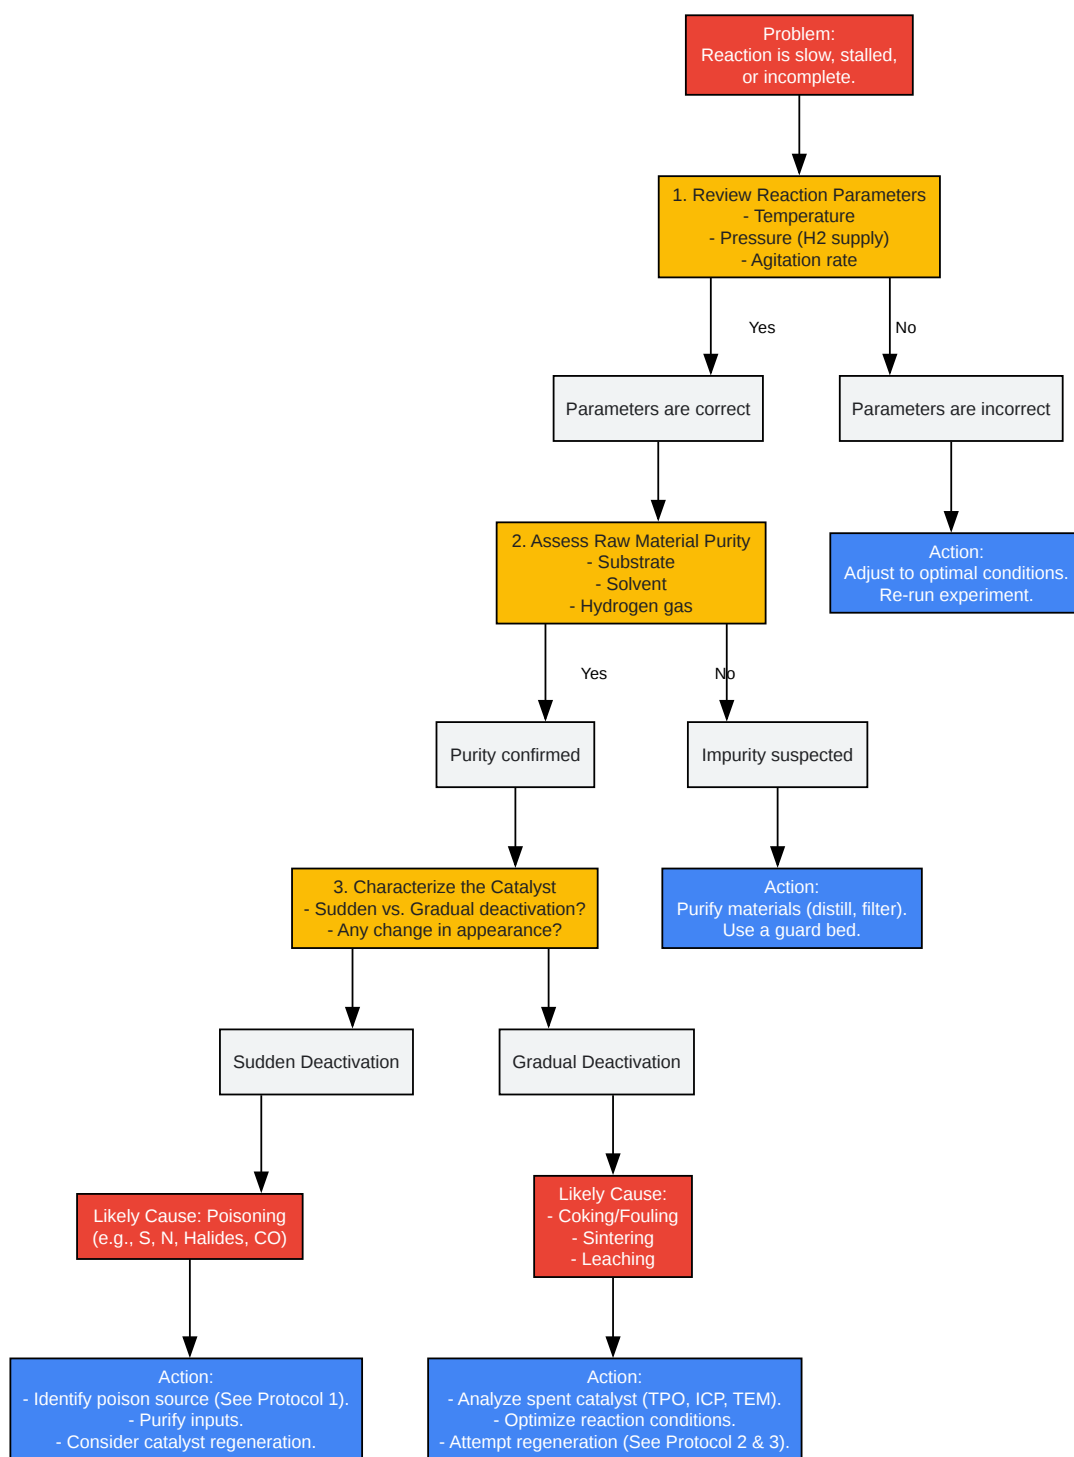 Problem:
Reaction is slow, stalled,
or incomplete.
1. Review Reaction Parameters
- Temperature
- Pressure (H2 supply)
- Agitation rate
Yes
No
Parameters are correct
Parameters are incorrect
2. Assess Raw Material Purity
- Substrate
- Solvent
- Hydrogen gas
Action:
Adjust to optimal conditions.
Re-run experiment.
Yes
No
Purity confirmed
Impurity suspected
3. Characterize the Catalyst
- Sudden vs. Gradual deactivation?
- Any change in appearance?
Action:
Purify materials (distill, filter).
Use a guard bed.
Sudden Deactivation
Gradual Deactivation
Likely Cause: Poisoning
(e.g., S, N, Halides, CO)
Likely Cause:
- Coking/Fouling
- Sintering
- Leaching
Action:
- Identify poison source (See Protocol 1).
- Purify inputs.
- Consider catalyst regeneration.
Action:
- Analyze spent catalyst (TPO, ICP, TEM).
- Optimize reaction conditions.
- Attempt regeneration (See Protocol 2 & 3).